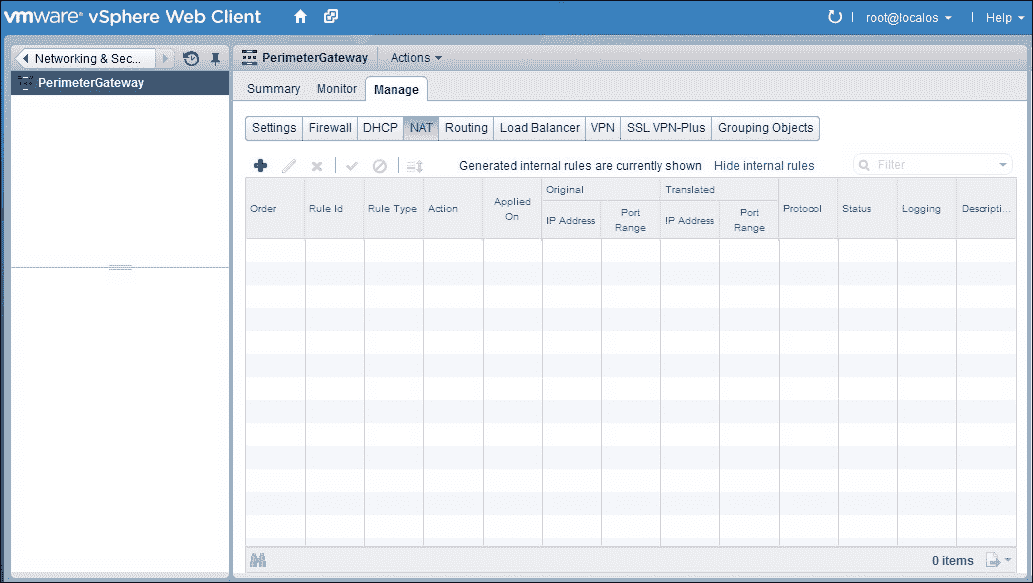 vmware® vSphere Web Client
root@localos
Help
Networking & Sec...
PerimeterGateway
Actions
PerimeterGateway
Summary Monitor Manage
Settings Firewall DHCP NAT Routing Load Balancer VPN SSL VPN-Plus Grouping Objects
Generated internal rules are currently shown Hide internal rules
Filter
Order Rule Id Rule Type Action Applied On Original Translated Protocol Status Logging Descripti...
IP Address Port Range IP Address Port Range
0 items